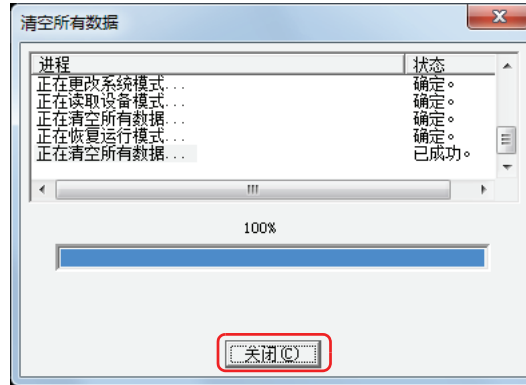 清空所有数据
进程 状态
正在更改系统模式... 确定。
正在读取设备模式... 确定。
正在清空所有数据... 确定。
正在恢复运行模式... 确定。
正在清空所有数据... 已成功。
100%
关闭(C)